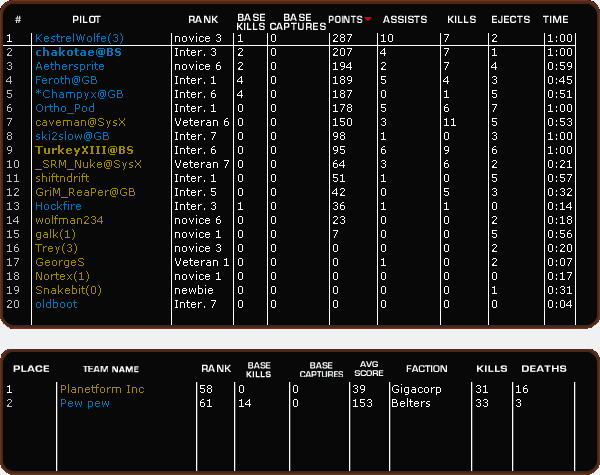 # PILOT RANK BASE KILLS BASE CAPTURES POINTS ASSISTS KILLS EJECTS TIME
1 KestrelWolfe(3) novice 3 1 0 287 10 7 2 1:00
2 chakotae@BS Inter. 3 2 0 207 4 7 1 1:00
3 Aethersprite novice 6 2 0 194 2 7 4 0:59
4 Feroth@GB Inter. 1 4 0 189 5 4 3 0:45
5 *Champyx@GB Inter. 6 4 0 187 0 1 5 0:51
6 Ortho_Pod Inter. 1 0 0 178 5 6 7 1:00
7 caveman@SysX Veteran 6 0 0 150 3 11 5 0:53
8 ski2slow@GB Inter. 7 0 0 98 1 0 3 1:00
9 TurkeyXIII@BS Inter. 1 0 0 95 6 9 6 1:00
10 _SRM_Nuke@SysX Veteran 7 0 0 64 3 6 2 0:21
11 shiftndrift Inter. 1 0 0 51 1 0 5 0:57
12 GriM_ReaPer@GB Inter. 5 0 0 42 0 5 3 0:32
13 Hockfire Inter. 3 1 0 36 1 1 0 0:14
14 wolfman234 novice 6 0 0 23 0 0 2 0:18
15 galk(1) novice 1 0 0 7 0 5 5 0:56
16 Trey(3) novice 3 0 0 0 0 0 2 0:20
17 GeorgeS Veteran 1 0 0 0 1 0 2 0:07
18 Nortex(1) novice 1 0 0 0 0 0 0 0:17
19 Snakebit(0) newbie 0 0 0 0 0 1 0:31
20 oldboot Inter. 7 0 0 0 0 0 0 0:04
PLACE TEAM NAME RANK BASE KILLS BASE CAPTURES AVG SCORE FACTION KILLS DEATHS
1 Planetform Inc 58 0 0 39 Gigacorp 31 16
2 Pew pew 61 14 0 153 Belters 33 3